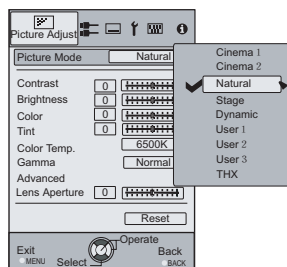 Picture Adjust
Picture Mode Natural
Contrast 0
Brightness 0
Color 0
Tint 0
Color Temp. 6500K
Gamma Normal
Advanced
Lens Aperture 0
Reset
Exit
MENU
Select
Operate
Back
BACK
Cinema 1
Cinema 2
Natural
Stage
Dynamic
User 1
User 2
User 3
THX